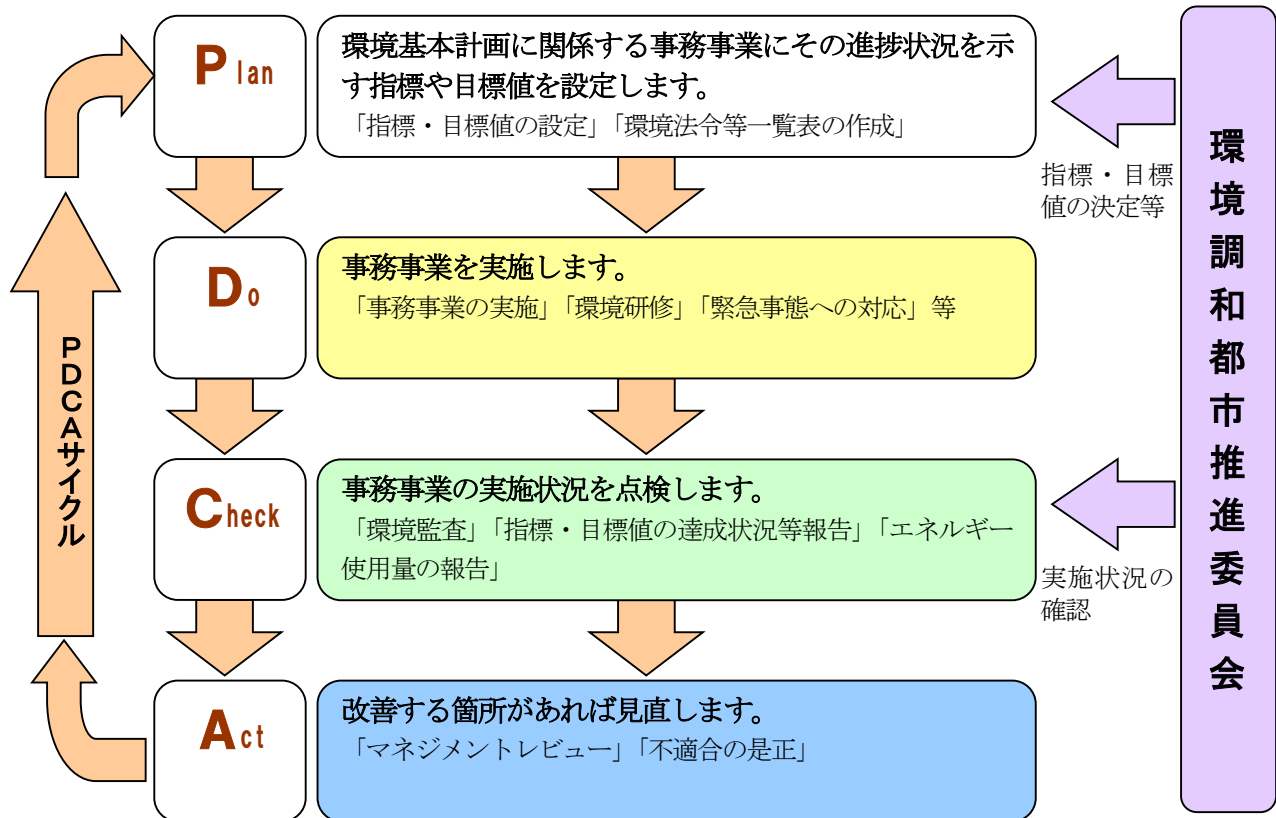 Plan
環境基本計画に関係する事務事業にその進捗状況を示
す指標や目標値を設定します。
「指標・目標値の設定」「環境法令等一覧表の作成」
指標・目標
値の決定等
Do
事務事業を実施します。
「事務事業の実施」「環境研修」「緊急事態への対応」等
Check
事務事業の実施状況を点検します。
「環境監査」「指標・目標値の達成状況等報告」「エネルギー
使用量の報告」
実施状況の
確認
Act
改善する箇所があれば見直します。
「マネジメントレビュー」「不適合の是正」
PDCAサイクル
環境調和都市推進委員会